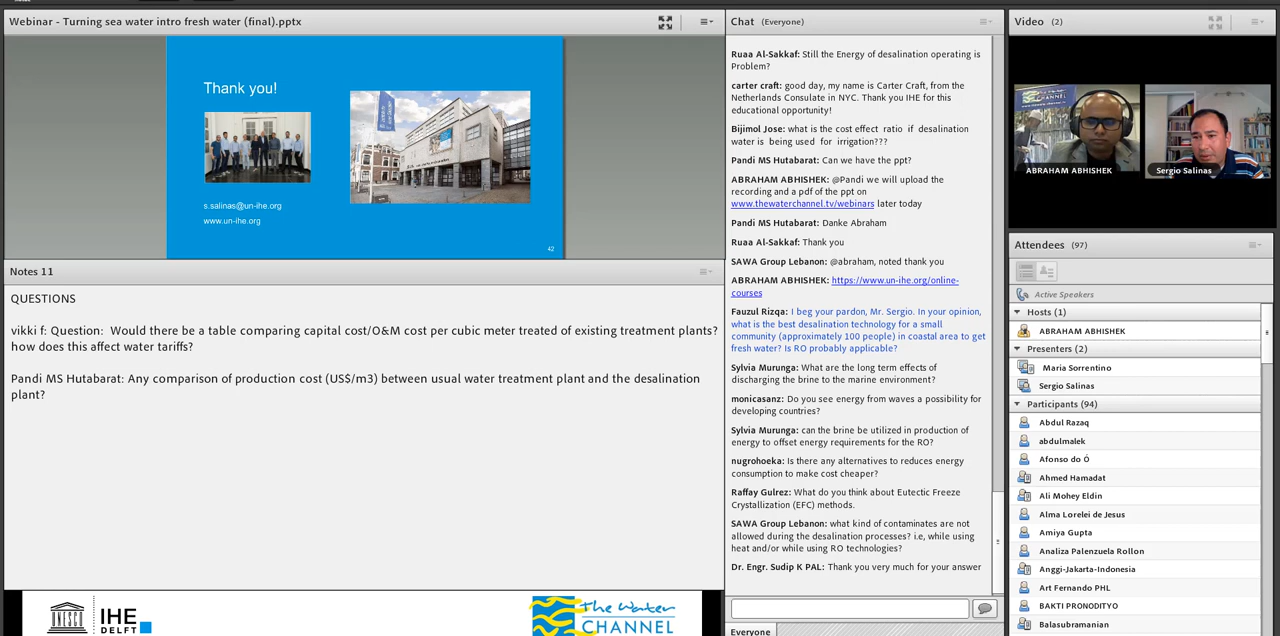 Webinar - Turning sea water intro fresh water (final).pptx
Thank you!
s.salinas@un-ihe.org
www.un-ihe.org
42
Notes 11
QUESTIONS
vikki f: Question:  Would there be a table comparing capital cost/O&M cost per cubic meter treated of existing treatment plants?
how does this affect water tariffs?
Pandi MS Hutabarat: Any comparison of production cost (US$/m3) between usual water treatment plant and the desalination
plant?
UNESCO
IHE
DELFT
the Water
CHANNEL
Chat (Everyone)
Ruaa Al-Sakkaf: Still the Energy of desalination operating is
Problem?
carter craft: good day, my name is Carter Craft, from the
Netherlands Consulate in NYC. Thank you IHE for this
educational opportunity!
Bijimol Jose: what is the cost effect ratio if desalination
water is being used for irrigation???
Pandi MS Hutabarat: Can we have the ppt?
ABRAHAM ABHISHEK: @Pandi we will upload the
recording and a pdf of the ppt on
www.thewaterchannel.tv/webinars later today
Pandi MS Hutabarat: Danke Abraham
Ruaa Al-Sakkaf: Thank you
SAWA Group Lebanon: @abraham, noted thank you
ABRAHAM ABHISHEK: https://www.un-ihe.org/online-
courses
Fauzul Rizqa: I beg your pardon, Mr. Sergio. In your opinion,
what is the best desalination technology for a small
community (approximately 100 people) in coastal area to get
fresh water? Is RO probably applicable?
Sylvia Murunga: What are the long term effects of
discharging the brine to the marine environment?
monicasanz: Do you see energy from waves a possibility for
developing countries?
Sylvia Murunga: can the brine be utilized in production of
energy to offset energy requirements for the RO?
nugrohoeka: Is there any alternatives to reduces energy
consumption to make cost cheaper?
Raffay Gulrez: What do you think about Eutectic Freeze
Crystallization (EFC) methods.
SAWA Group Lebanon: what kind of contaminates are not
allowed during the desalination processes? i.e, while using
heat and/or while using RO technologies?
Dr. Engr. Sudip K PAL: Thank you very much for your answer
Everyone
Video (2)
CHANNEL
ABRAHAM ABHISHEK
Sergio Salinas
Attendees (97)
Active Speakers
Hosts (1)
ABRAHAM ABHISHEK
Presenters (2)
Maria Sorrentino
Sergio Salinas
Participants (94)
Abdul Razaq
abdulmalek
Afonso do Ó
Ahmed Hamadat
Ali Mohey Eldin
Alma Lorelei de Jesus
Amiya Gupta
Analiza Palenzuela Rollon
Anggi-Jakarta-Indonesia
Art Fernando PHL
BAKTI PRONODITYO
Balasubramanian